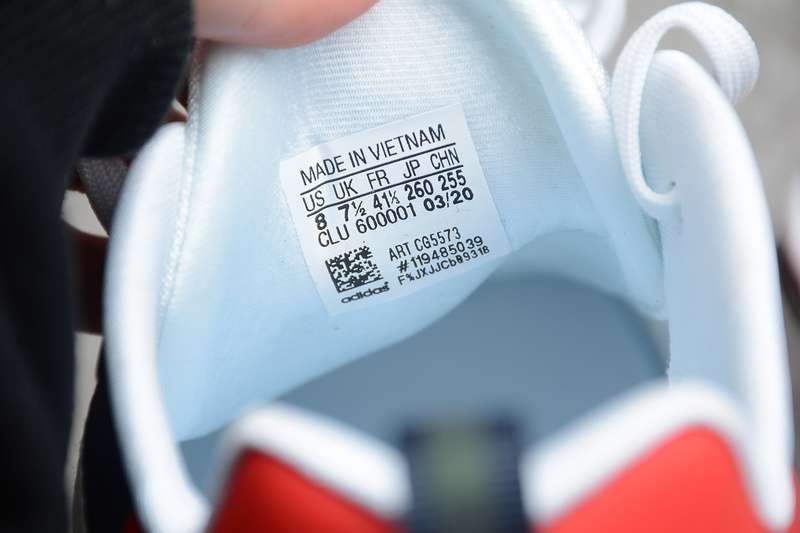 MADE IN VIETNAM
US UK FR JP CHN
8 7½ 41⅓ 260 255
CLU 600001 03/20
ART CG5573
#119485039
F%JXJJCb89318
adidas